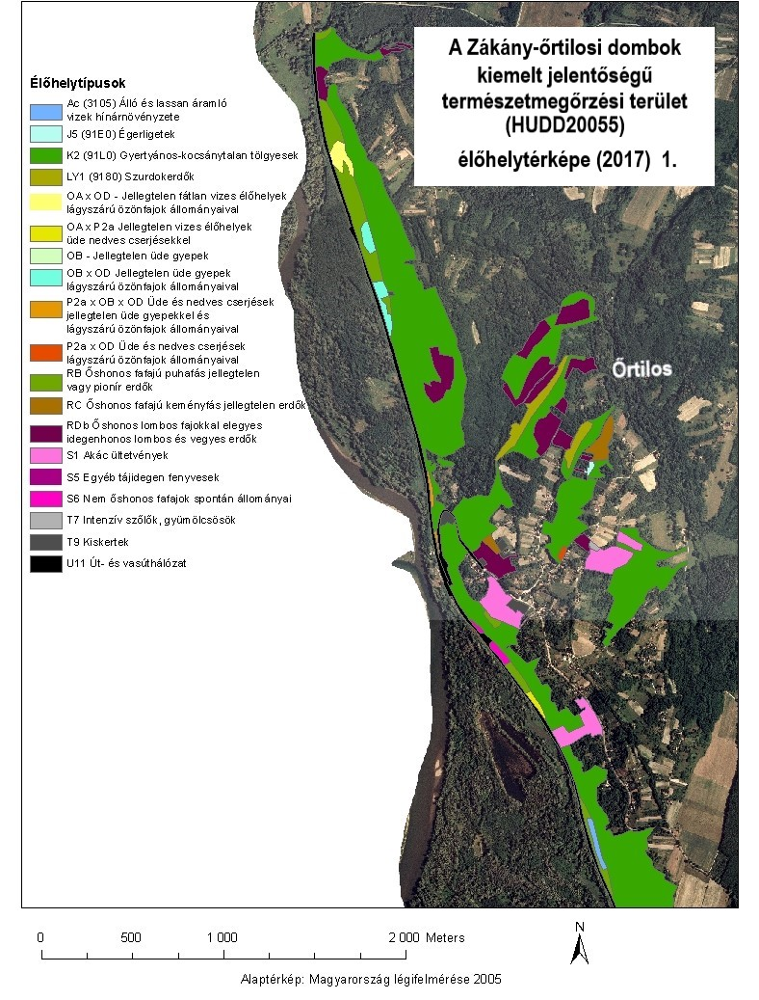 A Zákány-őrtilosi dombok
kiemelt jelentőségű
természetmegőrzési terület
(HUDD20055)
élőhelytérképe (2017) 1.
Élőhelytípusok
Ac (3105) Álló és lassan áramló
vizek hínárnövényzete
J5 (91E0) Égerligetek
K2 (91L0) Gyertyános-kocsánytalan tölgyesek
LY1 (9180) Szurdokerdők
OA x OD - Jellegtelen fátlan vizes élőhelyek
lágyszárú özönfajok állományaival
OA x P2a Jellegtelen vizes élőhelyek
üde nedves cserjésekkel
OB - Jellegtelen üde gyepek
OB x OD Jellegtelen üde gyepek
lágyszárú özönfajok állományaival
P2a x OB x OD Üde és nedves cserjések
jellegtelen üde gyepekkel és
lágyszárú özönfajok állományaival
P2a x OD Üde és nedves cserjések
lágyszárú özönfajok állományaival
RB Őshonos fafajú puhafás jellegtelen
vagy pionír erdők
RC Őshonos fafajú keményfás jellegtelen erdők
RDb Őshonos lombos fajokkal elegyes
idegenhonos lombos és vegyes erdők
S1 Akác ültetvények
S5 Egyéb tájidegen fenyvesek
S6 Nem őshonos fafajok spontán állományai
T7 Intenzív szőlők, gyümölcsösök
T9 Kiskertek
U11 Út- és vasúthálózat
Őrtilos
0 500 1 000 2 000 Meters
N
Alaptérkép: Magyarország légifelmérése 2005